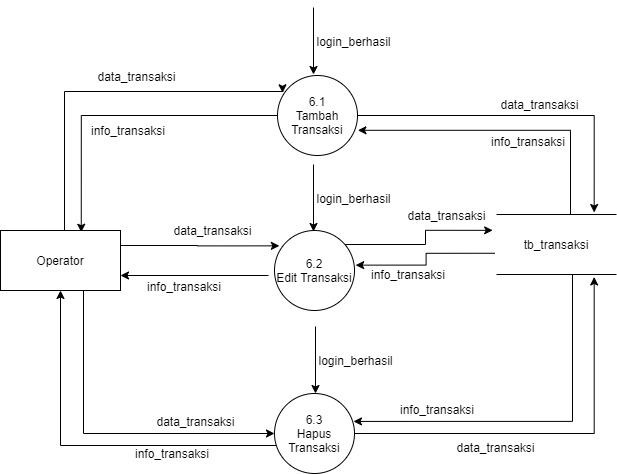 login_berhasil
data_transaksi
6.1
Tambah
Transaksi
data_transaksi
info_transaksi
info_transaksi
login_berhasil
data_transaksi
data_transaksi
Operator
6.2
Edit Transaksi
tb_transaksi
info_transaksi
info_transaksi
login_berhasil
data_transaksi
6.3
Hapus
Transaksi
info_transaksi
info_transaksi
data_transaksi